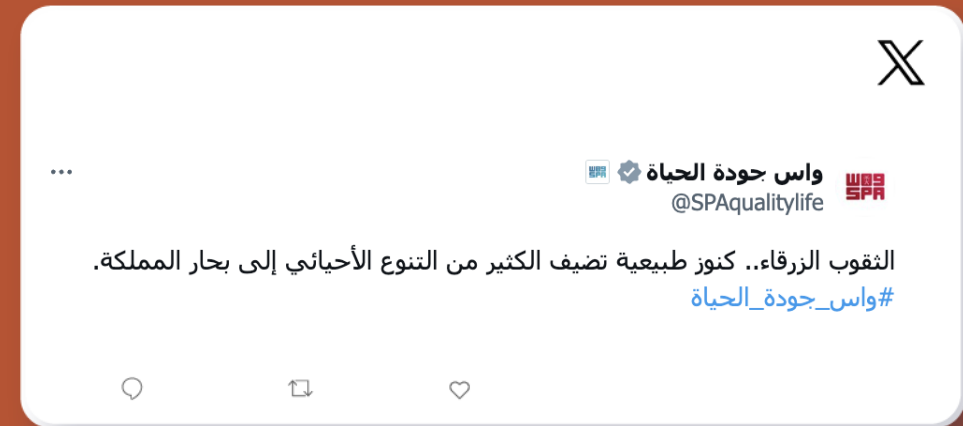 واس جودة الحياة
@SPAqualitylife
الثقوب الزرقاء.. كنوز طبيعية تضيف الكثير من التنوع الأحيائي إلى بحار المملكة.
#واس_جودة_الحياة